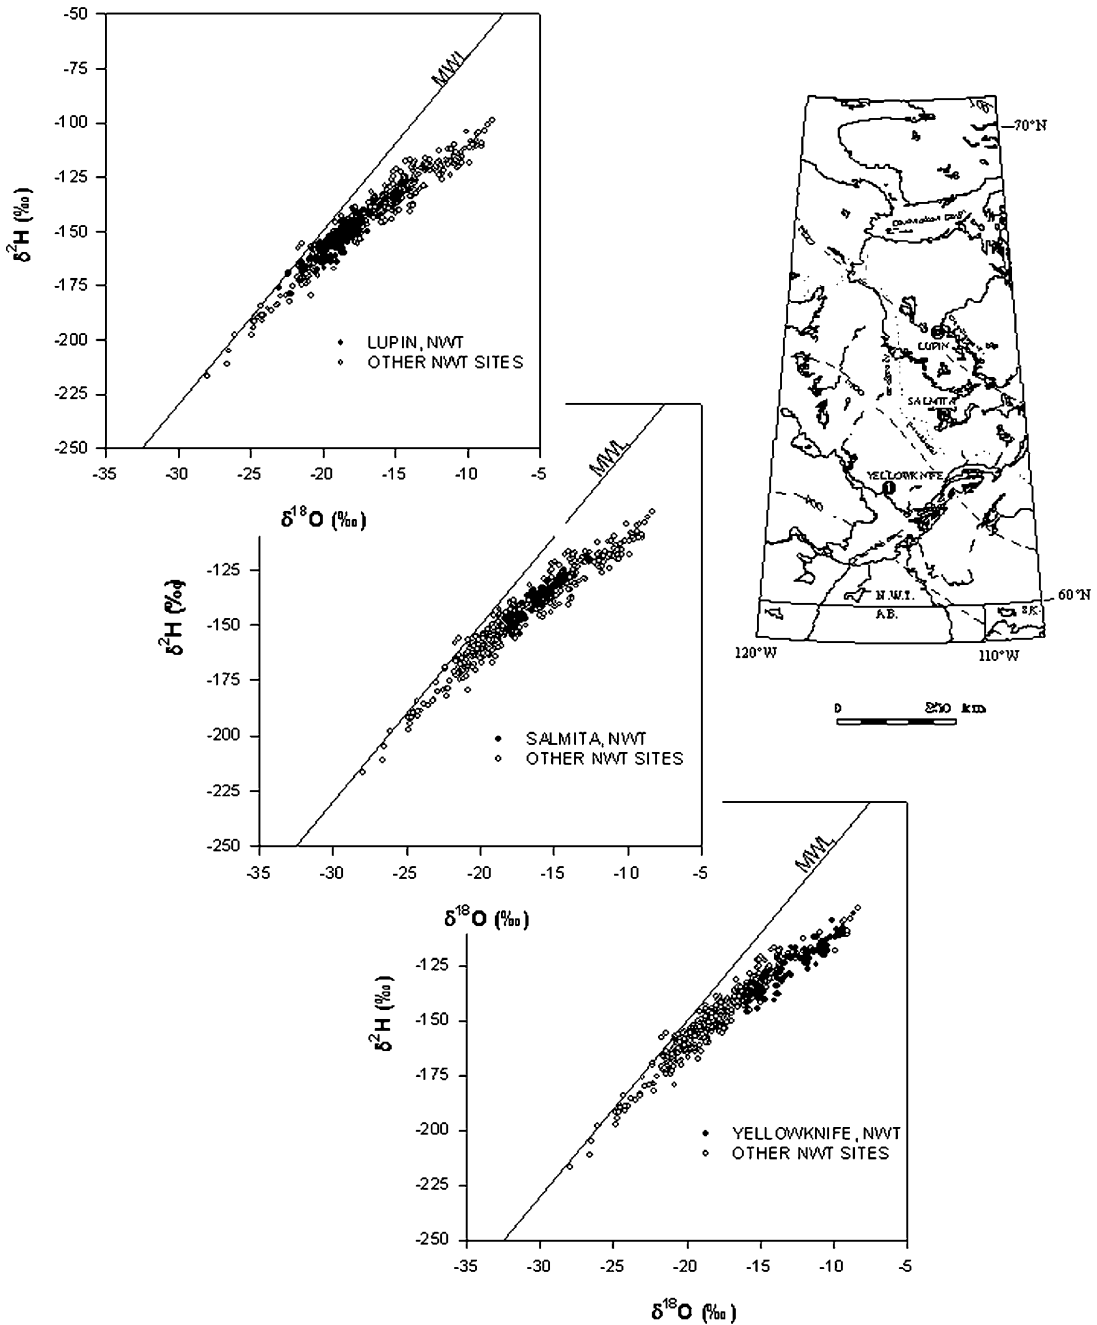 -50
-75
-100
-125
-150
-175
-200
-225
-250
δ²H (‰)
MWL
LUPIN, NWT
OTHER NWT SITES
-35 -30 -25 -20 -15 -10 -5
δ¹⁸O (‰)
70°N
LUPIN
SALMITA
YELLOWKNIFE
N.W.T.
A.B.
S.K.
60°N
120°W
110°W
0 250 km
MWL
-125
-150
-175
-200
-225
-250
δ²H (‰)
SALMITA, NWT
OTHER NWT SITES
-35 -30 -25 -20 -15 -10 -5
δ¹⁸O (‰)
MWL
-125
-150
-175
-200
-225
-250
δ²H (‰)
YELLOWKNIFE, NWT
OTHER NWT SITES
-35 -30 -25 -20 -15 -10 -5
δ¹⁸O (‰)